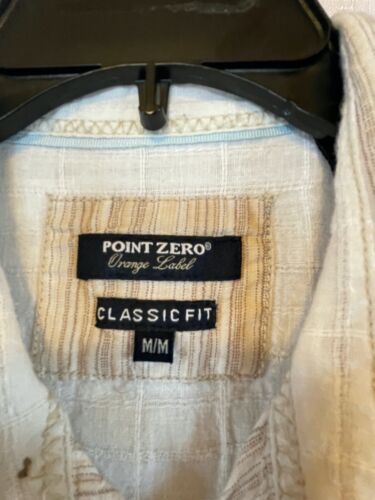 POINT ZERO®
Orange Label
CLASSIC FIT
M/M